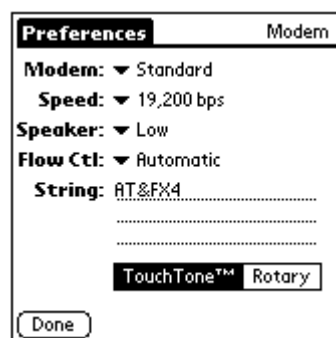 Preferences Modem
Modem: Standard
Speed: 19,200 bps
Speaker: Low
Flow Ctl: Automatic
String: AT&FX4
TouchTone™ Rotary
Done